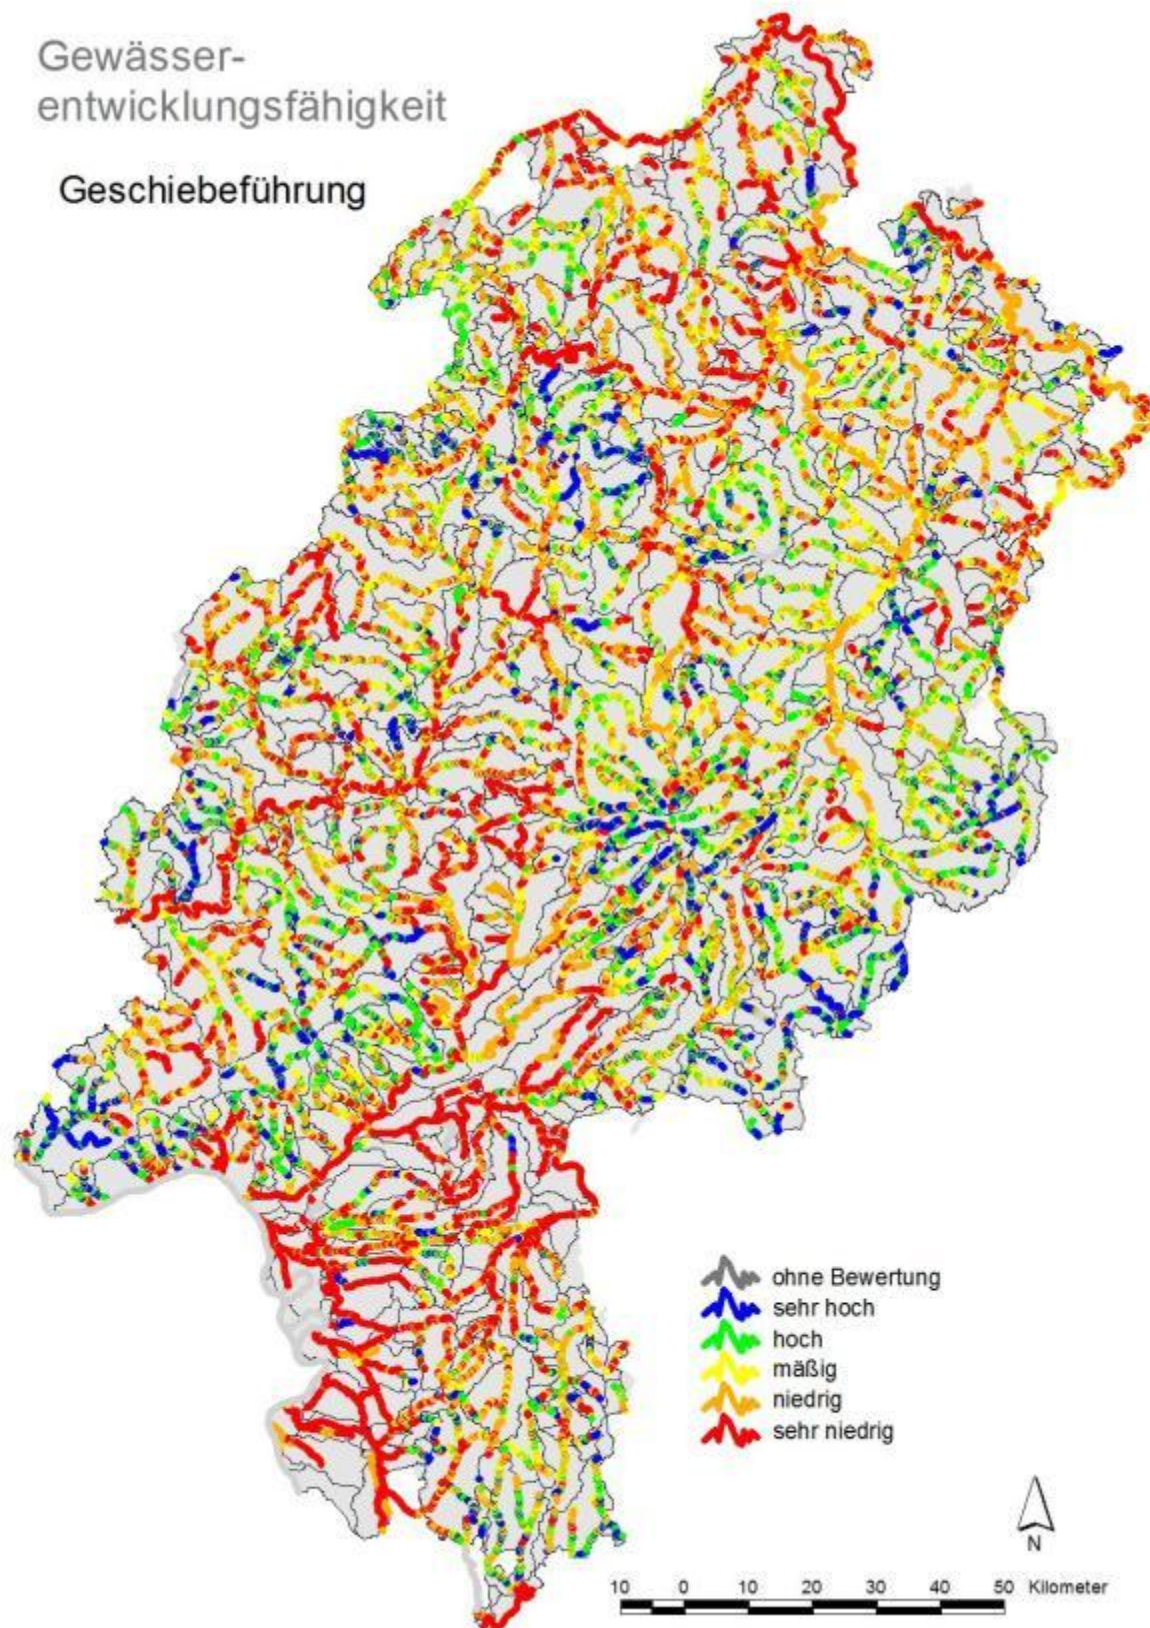 Gewässer-
entwicklungsfähigkeit
Geschiebeführung
ohne Bewertung
sehr hoch
hoch
mäßig
niedrig
sehr niedrig
N
10 0 10 20 30 40 50 Kilometer